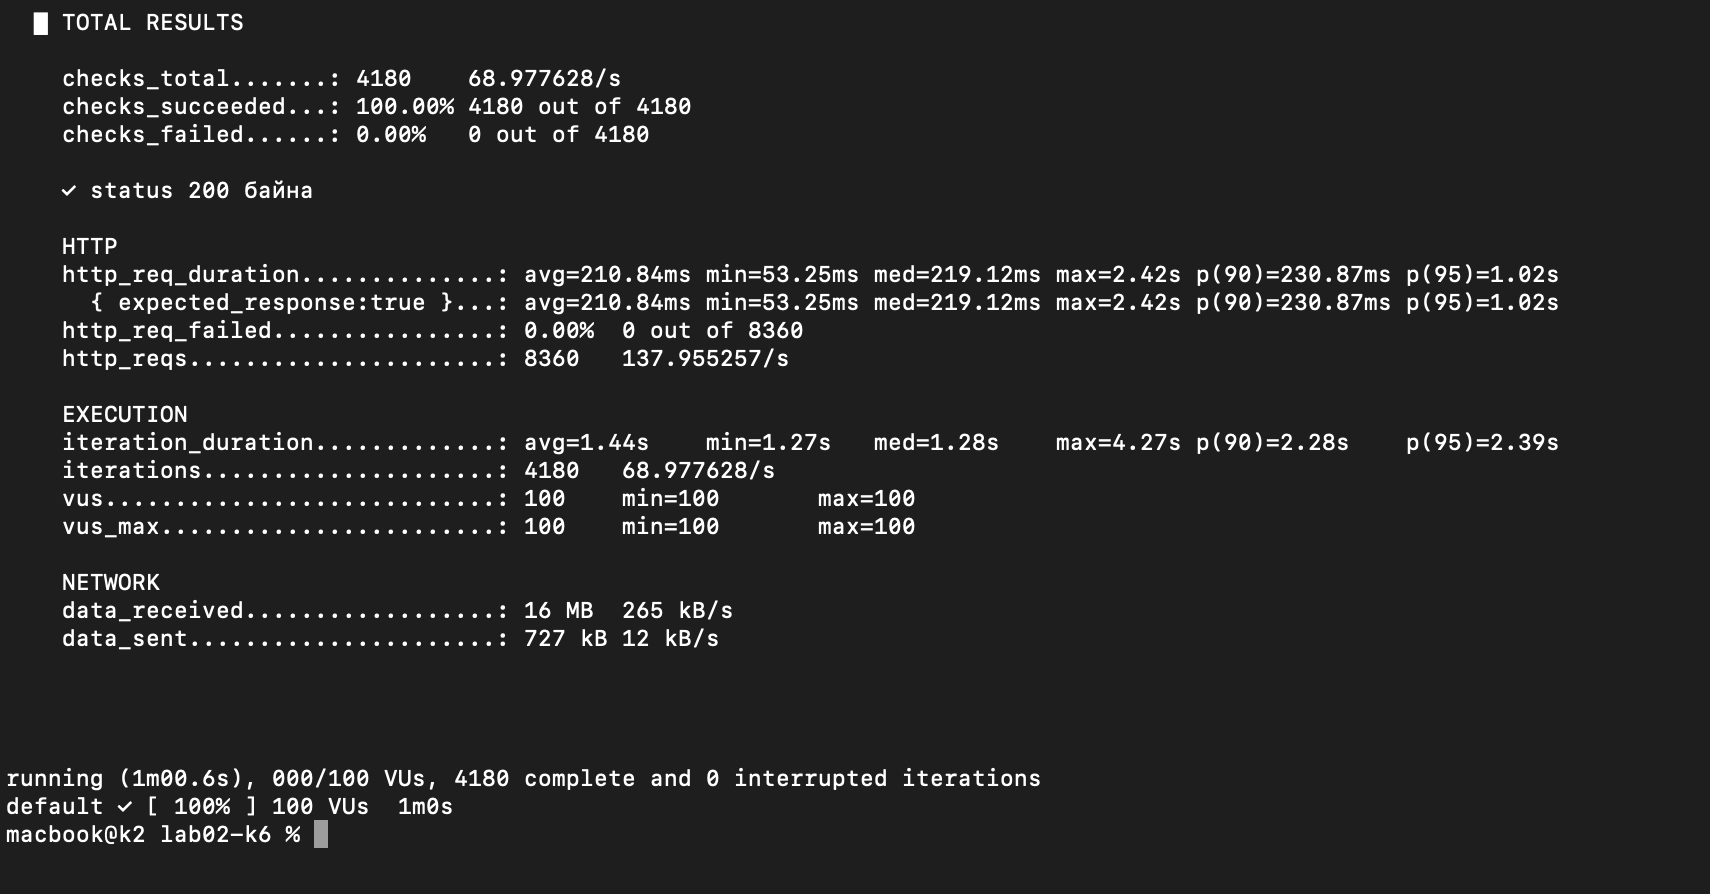 TOTAL RESULTS
checks_total.......: 4180    68.977628/s
checks_succeeded...: 100.00% 4180 out of 4180
checks_failed......: 0.00%   0 out of 4180
✓ status 200 байна
HTTP
http_req_duration..............: avg=210.84ms min=53.25ms med=219.12ms max=2.42s p(90)=230.87ms p(95)=1.02s
{ expected_response:true }...: avg=210.84ms min=53.25ms med=219.12ms max=2.42s p(90)=230.87ms p(95)=1.02s
http_req_failed................: 0.00%  0 out of 8360
http_reqs......................: 8360   137.955257/s
EXECUTION
iteration_duration.............: avg=1.44s    min=1.27s   med=1.28s    max=4.27s p(90)=2.28s    p(95)=2.39s
iterations.....................: 4180   68.977628/s
vus............................: 100    min=100       max=100
vus_max........................: 100    min=100       max=100
NETWORK
data_received..................: 16 MB  265 kB/s
data_sent......................: 727 kB 12 kB/s
running (1m00.6s), 000/100 VUs, 4180 complete and 0 interrupted iterations
default ✓ [ 100% ] 100 VUs  1m0s
macbook@k2 lab02-k6 %